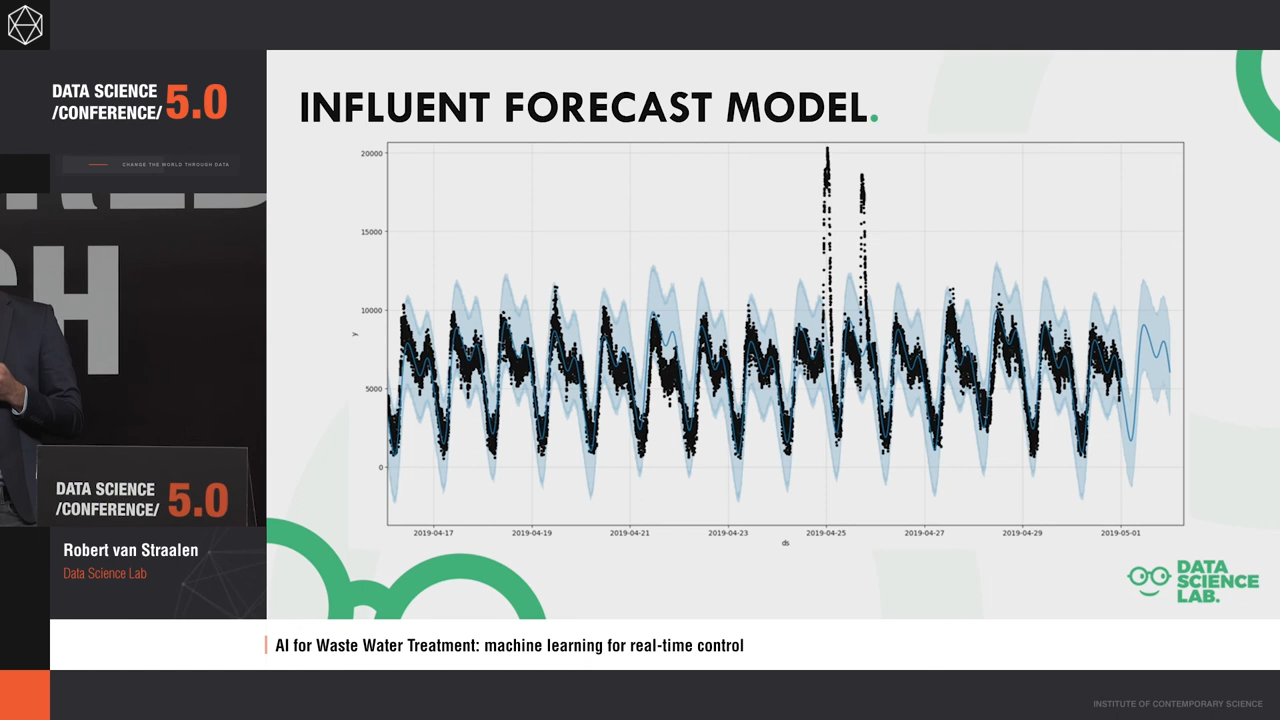 DATA SCIENCE
/CONFERENCE/ 5.0
CHANGE THE WORLD THROUGH DATA
INFLUENT FORECAST MODEL.
20000
15000
10000
5000
0
y
2019-04-17 2019-04-19 2019-04-21 2019-04-23 2019-04-25 2019-04-27 2019-04-29 2019-05-01
ds
DATA SCIENCE
/CONFERENCE/ 5.0
Robert van Straalen
Data Science Lab
DATA
SCIENCE
LAB.
AI for Waste Water Treatment: machine learning for real-time control
INSTITUTE OF CONTEMPORARY SCIENCE